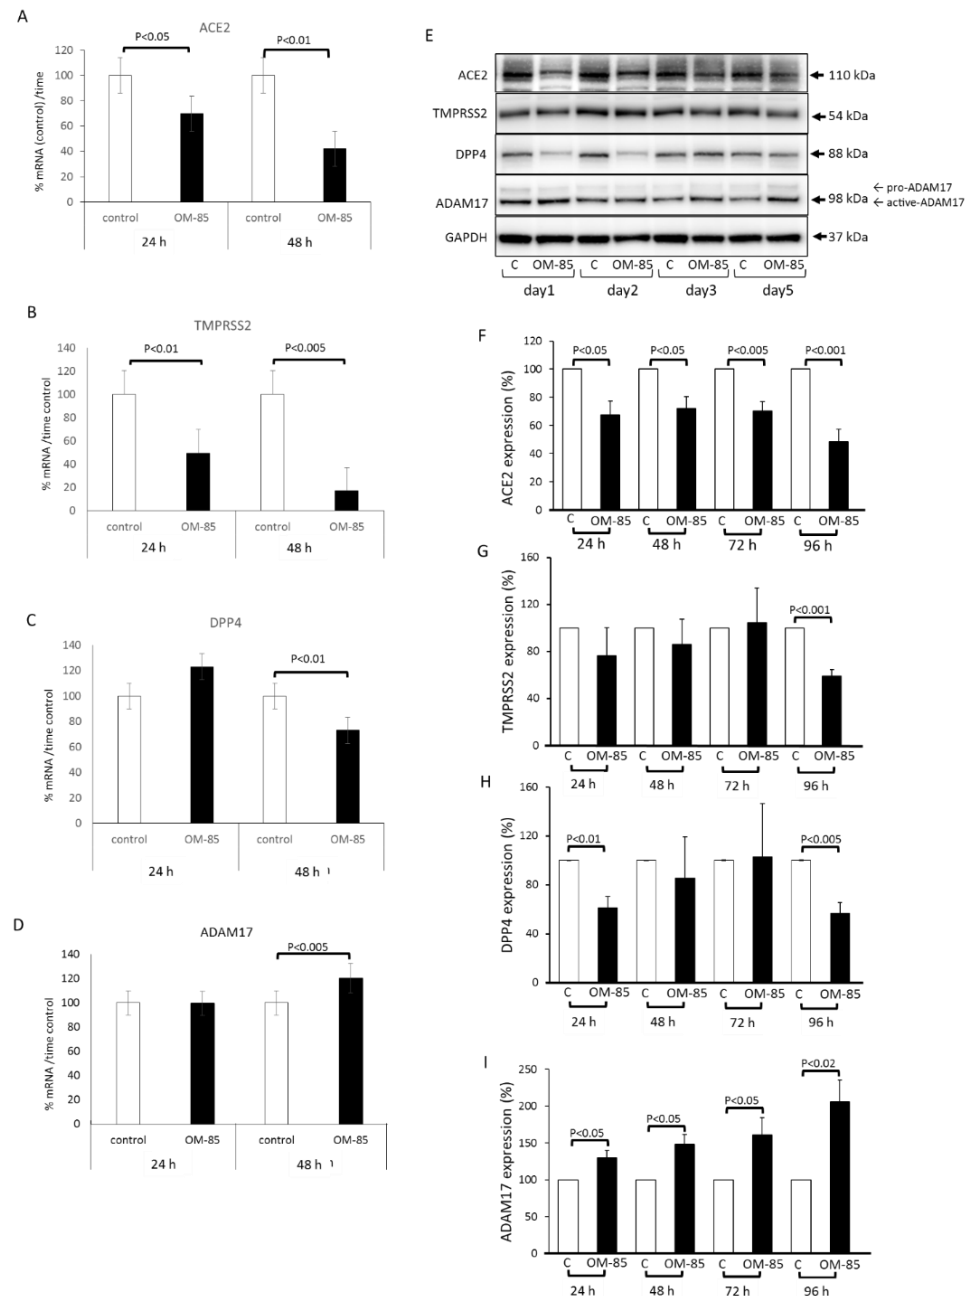 A
ACE2
P<0.05
P<0.01
% mRNA (control) /time
120
100
80
60
40
20
0
control
OM-85
control
OM-85
24 h
48 h
B
TMPRSS2
P<0.01
P<0.005
% mRNA /time control
140
120
100
80
60
40
20
0
control
OM-85
control
OM-85
24 h
48 h
C
DPP4
P<0.01
% mRNA /time control
140
120
100
80
60
40
20
0
control
OM-85
control
OM-85
24 h
48 h
D
ADAM17
P<0.005
% mRNA /time control
140
120
100
80
60
40
20
0
control
OM-85
control
OM-85
24 h
48 h
E
ACE2
110 kDa
TMPRSS2
54 kDa
DPP4
88 kDa
ADAM17
98 kDa
← pro-ADAM17
← active-ADAM17
GAPDH
37 kDa
C OM-85 C OM-85 C OM-85 C OM-85
day1 day2 day3 day5
F
P<0.05 P<0.05 P<0.005 P<0.001
ACE2 expression (%)
120
100
80
60
40
20
0
C OM-85 C OM-85 C OM-85 C OM-85
24 h 48 h 72 h 96 h
G
P<0.001
TMPRSS2 expression (%)
160
120
80
40
0
C OM-85 C OM-85 C OM-85 C OM-85
24 h 48 h 72 h 96 h
H
P<0.01 P<0.005
DPP4 expression (%)
160
120
80
40
0
C OM-85 C OM-85 C OM-85 C OM-85
24 h 48 h 72 h 96 h
I
P<0.05 P<0.05 P<0.05 P<0.02
ADAM17 expression (%)
250
200
150
100
50
0
C OM-85 C OM-85 C OM-85 C OM-85
24 h 48 h 72 h 96 h